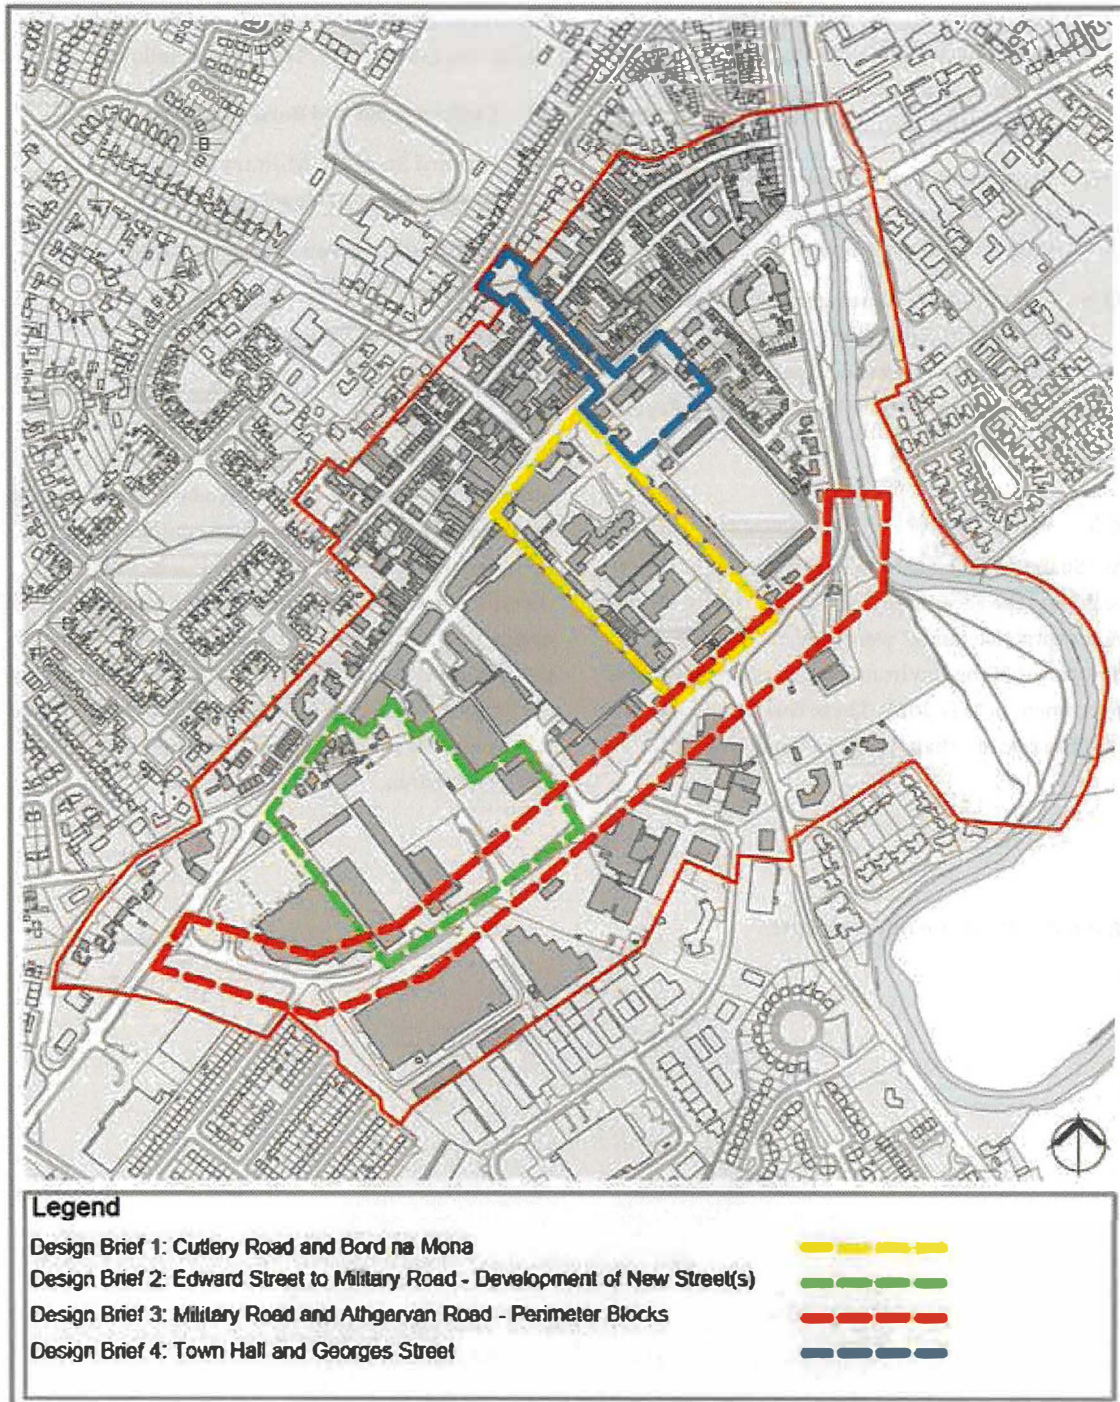 Legend
Design Brief 1: Cutlery Road and Bord na Mona
Design Brief 2: Edward Street to Military Road - Development of New Street(s)
Design Brief 3: Military Road and Athgarvan Road - Perimeter Blocks
Design Brief 4: Town Hall and Georges Street